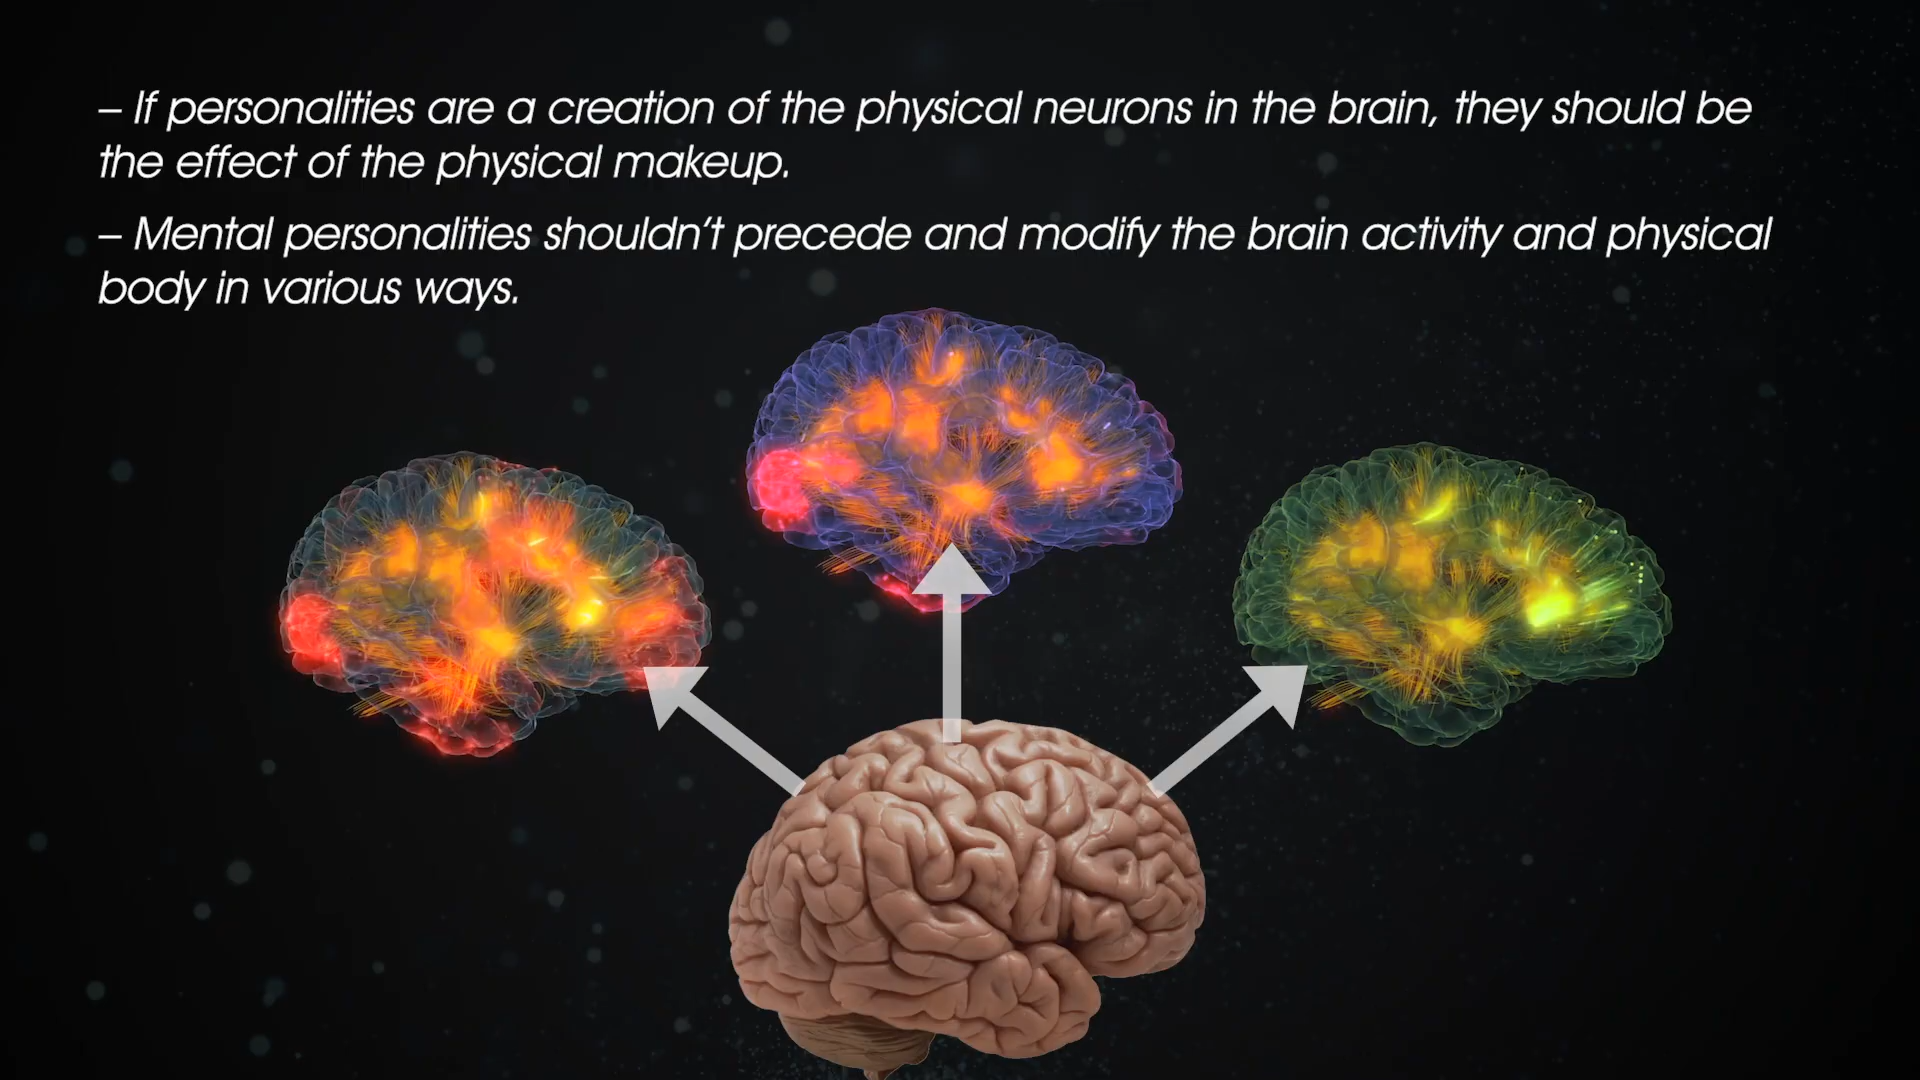 – If personalities are a creation of the physical neurons in the brain, they should be
the effect of the physical makeup.
– Mental personalities shouldn't precede and modify the brain activity and physical
body in various ways.